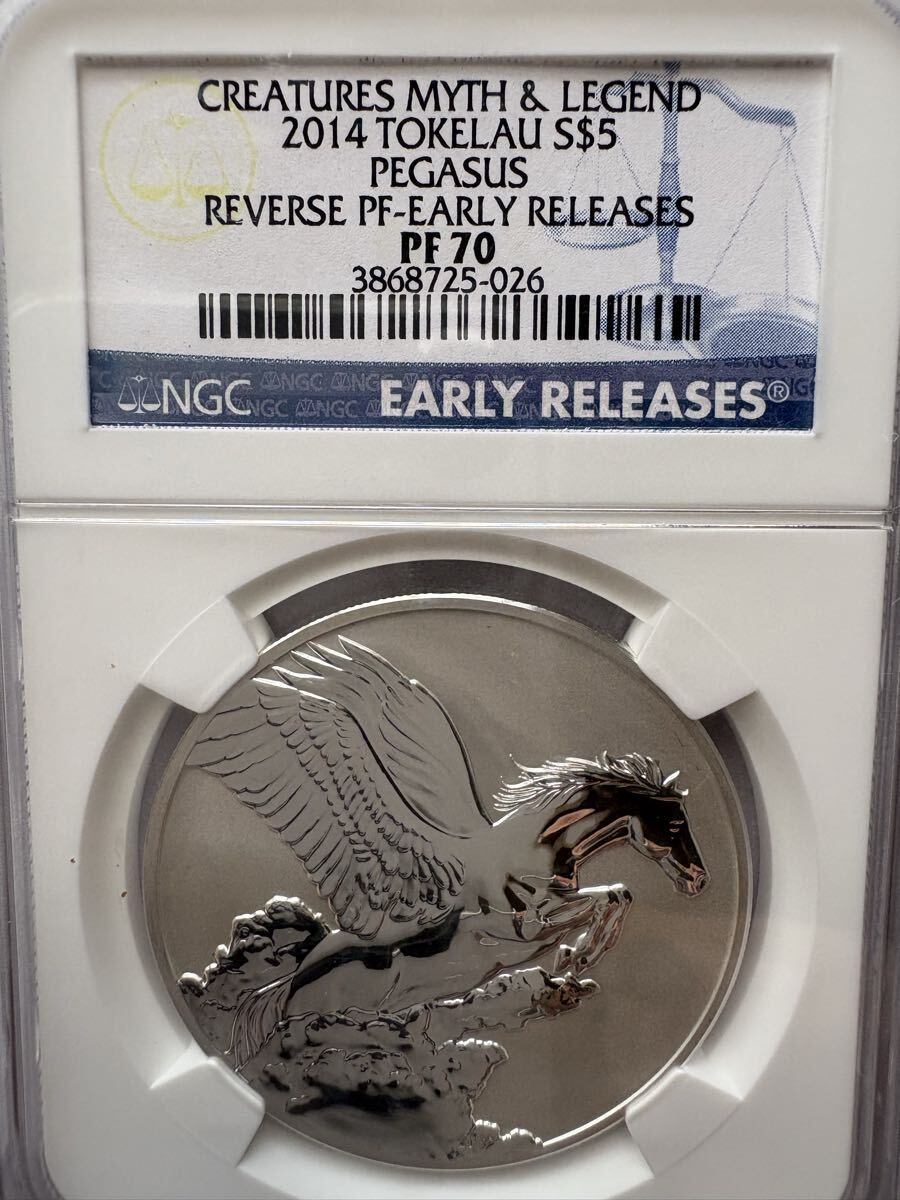 CREATURES MYTH & LEGEND
2014 TOKELAU S$5
PEGASUS
REVERSE PF-EARLY RELEASES
PF 70
3868725-026
NGC EARLY RELEASES®